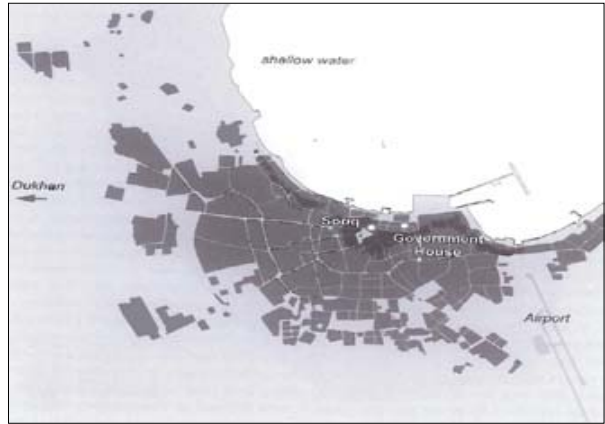 shallow water
Dukhan
Souq
Government
House
Airport